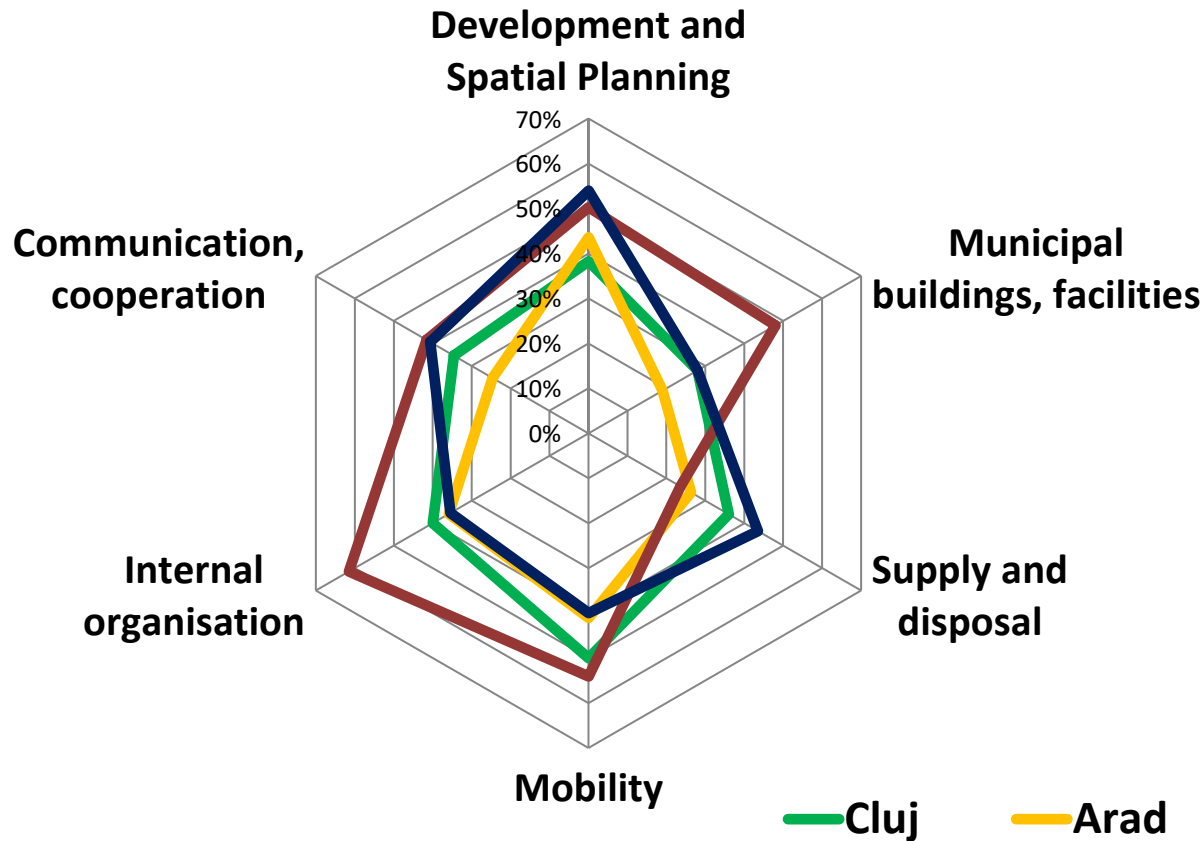 Development and
Spatial Planning
70%
60%
50%
40%
30%
20%
10%
0%
Municipal
buildings, facilities
Supply and
disposal
Mobility
Internal
organisation
Communication,
cooperation
Cluj
Arad